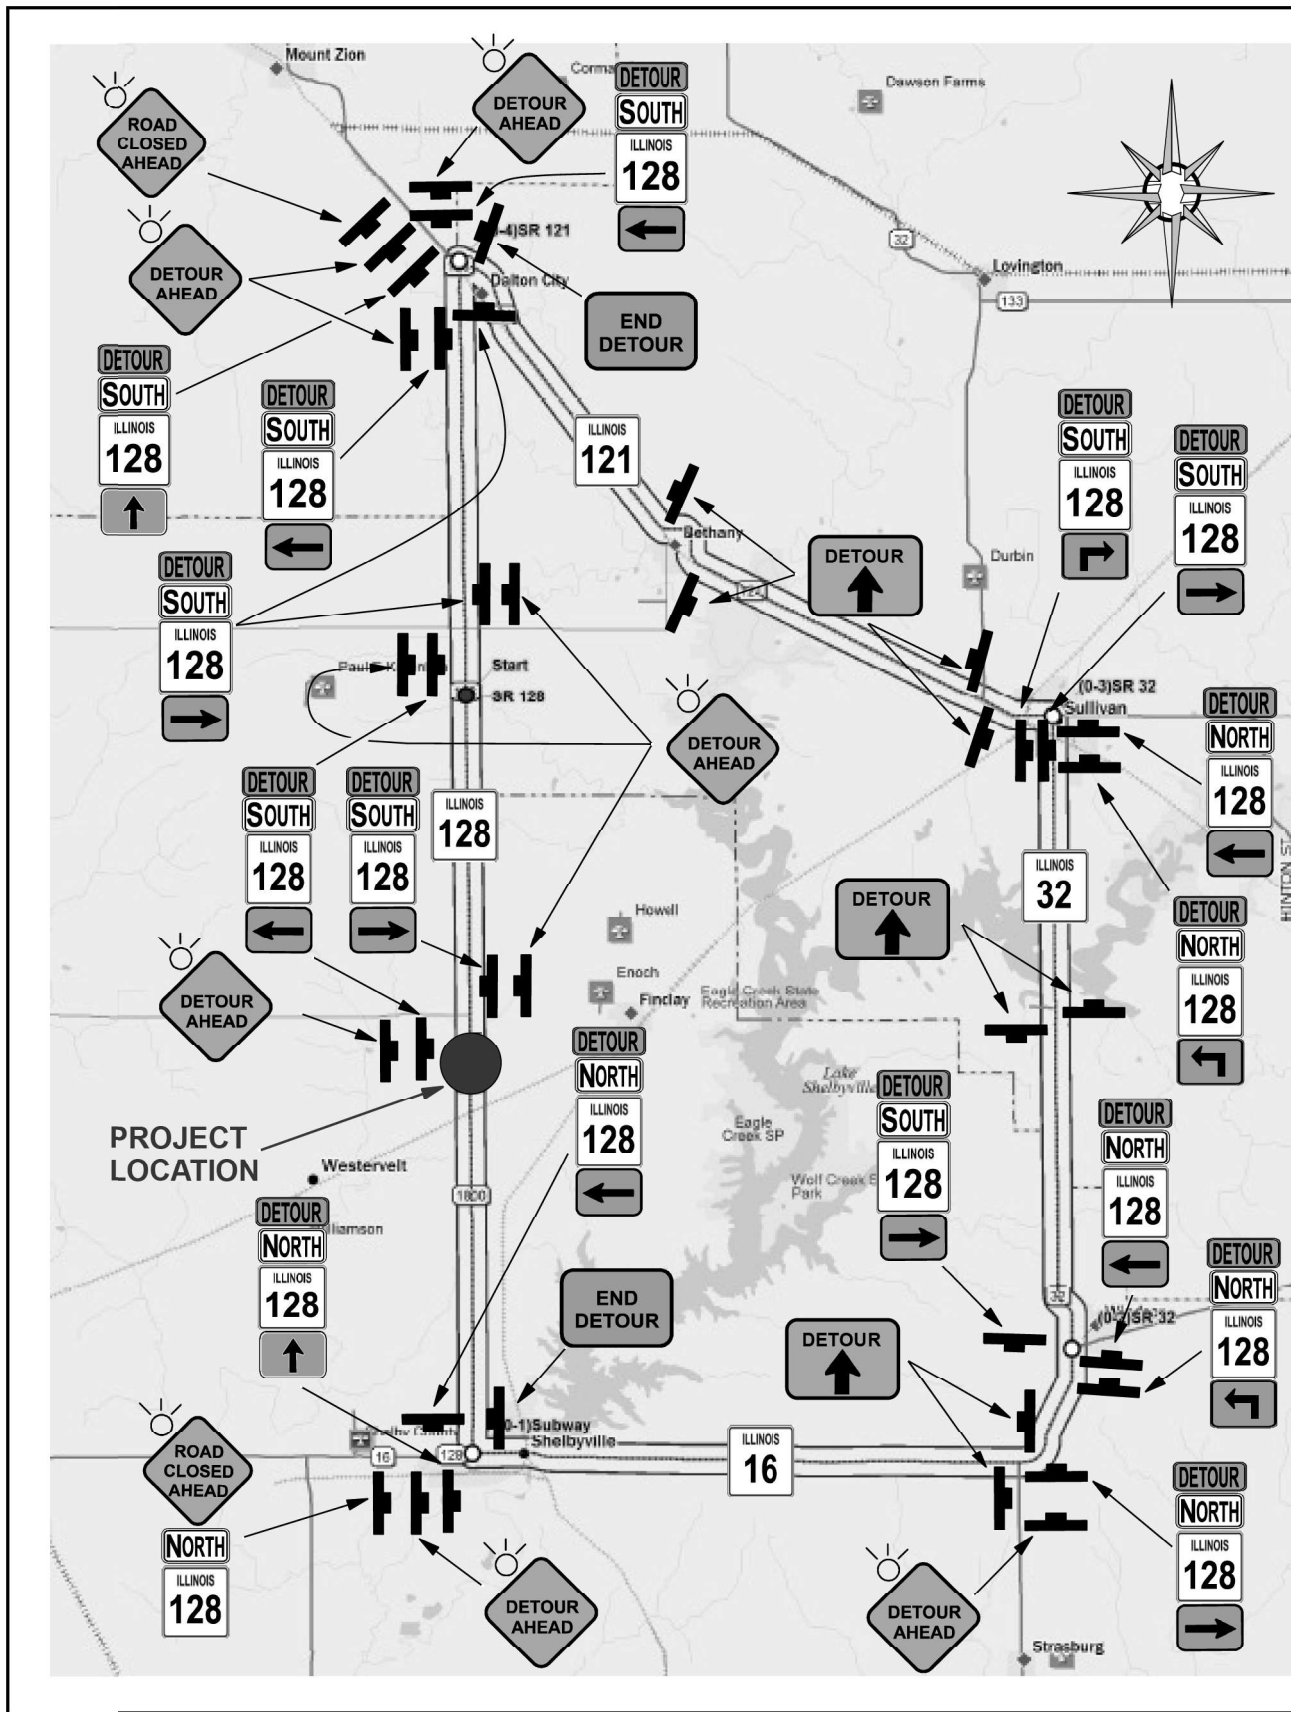 Mount Zion
DETOUR
AHEAD
DETOUR
SOUTH
ILLINOIS
128
Dawson Farms
ROAD
CLOSED
AHEAD
32
-4)SR 121
DETOUR
AHEAD
Lovington
133
Dalton City
END
DETOUR
DETOUR
SOUTH
ILLINOIS
128
DETOUR
SOUTH
ILLINOIS
128
ILLINOIS
121
DETOUR
SOUTH
ILLINOIS
128
DETOUR
SOUTH
ILLINOIS
128
Bethany
DETOUR
Durbin
DETOUR
SOUTH
ILLINOIS
128
Start
SR 128
(0-3)SR 32
Sullivan
DETOUR
AHEAD
DETOUR
NORTH
ILLINOIS
128
DETOUR
SOUTH
ILLINOIS
128
DETOUR
SOUTH
ILLINOIS
128
ILLINOIS
128
ILLINOIS
32
HINTON ST
DETOUR
DETOUR
NORTH
ILLINOIS
128
Howell
Enoch
Findlay
Eagle Creek State
Recreation Area
DETOUR
AHEAD
DETOUR
NORTH
ILLINOIS
128
Lake
Shelbyville
DETOUR
SOUTH
ILLINOIS
128
Eagle
Creek SP
DETOUR
NORTH
ILLINOIS
128
PROJECT
LOCATION
Westervelt
Wolf Creek
Park
1800
DETOUR
NORTH
ILLINOIS
128
lliamson
DETOUR
NORTH
ILLINOIS
128
END
DETOUR
32
(0-2)SR 32
DETOUR
0-1)Subway
Shelbyville
16
128
ILLINOIS
16
ROAD
CLOSED
AHEAD
NORTH
ILLINOIS
128
DETOUR
NORTH
ILLINOIS
128
DETOUR
AHEAD
DETOUR
AHEAD
Strasburg